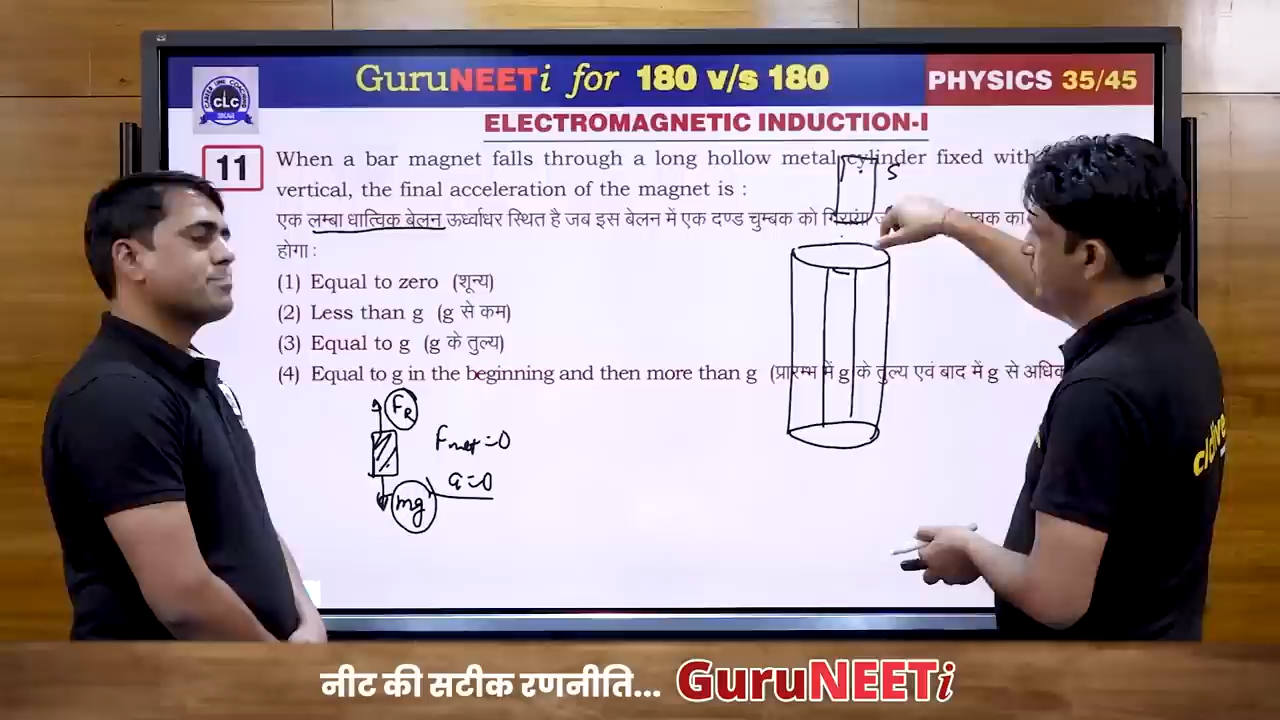 GuruNEETi for 180 v/s 180
PHYSICS 35/45
CLC
SIKAR
ELECTROMAGNETIC INDUCTION-I
11
When a bar magnet falls through a long hollow metal cylinder fixed with
vertical, the final acceleration of the magnet is :
एक लम्बा धात्विक बेलन ऊर्ध्वाधर स्थित है जब इस बेलन में एक दण्ड चुम्बक को गिराया
होगा :
(1) Equal to zero (शून्य)
(2) Less than g (g से कम)
(3) Equal to g (g के तुल्य)
(4) Equal to g in the beginning and then more than g (प्रारम्भ में g के तुल्य एवं बाद में g से अधिक
S
FR
Fnet=0
a=0
mg
नीट की सटीक रणनीति... GuruNEETi